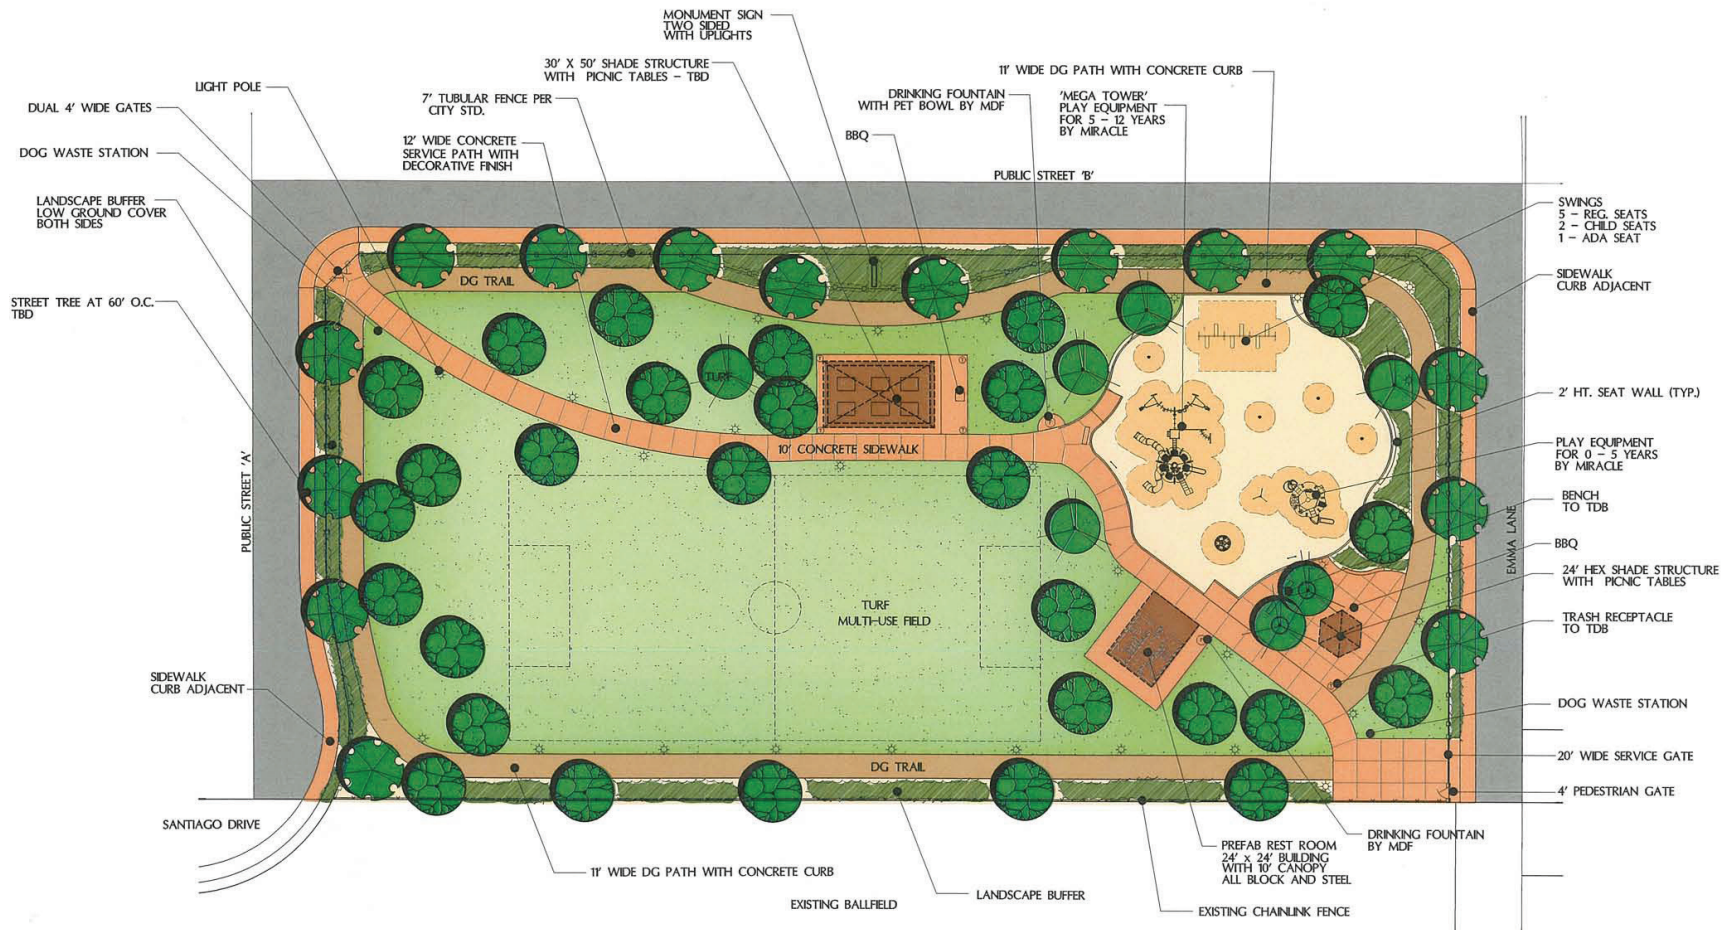 MONUMENT SIGN
TWO SIDED
WITH UPLIGHTS
30' X 50' SHADE STRUCTURE
WITH PICNIC TABLES - TBD
11' WIDE DG PATH WITH CONCRETE CURB
LIGHT POLE
7' TUBULAR FENCE PER
CITY STD.
DRINKING FOUNTAIN
WITH PET BOWL BY MDF
'MEGA TOWER'
PLAY EQUIPMENT
FOR 5 - 12 YEARS
BY MIRACLE
DUAL 4' WIDE GATES
12' WIDE CONCRETE
SERVICE PATH WITH
DECORATIVE FINISH
BBQ
DOG WASTE STATION
PUBLIC STREET 'B'
LANDSCAPE BUFFER
LOW GROUND COVER
BOTH SIDES
SWINGS
5 - REG. SEATS
2 - CHILD SEATS
1 - ADA SEAT
DG TRAIL
SIDEWALK
CURB ADJACENT
STREET TREE AT 60' O.C.
TBD
TURF
2' HT. SEAT WALL (TYP.)
10' CONCRETE SIDEWALK
PLAY EQUIPMENT
FOR 0 - 5 YEARS
BY MIRACLE
PUBLIC STREET 'A'
BENCH
TO TDB
EMMA LANE
BBQ
24' HEX SHADE STRUCTURE
WITH PICNIC TABLES
TURF
MULTI-USE FIELD
TRASH RECEPTACLE
TO TDB
SIDEWALK
CURB ADJACENT
DOG WASTE STATION
20' WIDE SERVICE GATE
DG TRAIL
4' PEDESTRIAN GATE
SANTIAGO DRIVE
DRINKING FOUNTAIN
BY MDF
PREFAB REST ROOM
24' x 24' BUILDING
WITH 10' CANOPY
ALL BLOCK AND STEEL
11' WIDE DG PATH WITH CONCRETE CURB
LANDSCAPE BUFFER
EXISTING BALLFIELD
EXISTING CHAINLINK FENCE